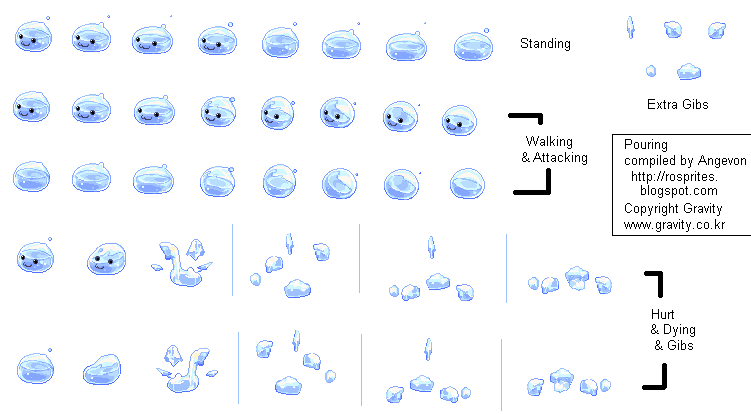 Standing
Extra Gibs
Walking
& Attacking
Pouring
compiled by Angevon
http://rosprites.
blogspot.com
Copyright Gravity
www.gravity.co.kr
Hurt
& Dying
& Gibs